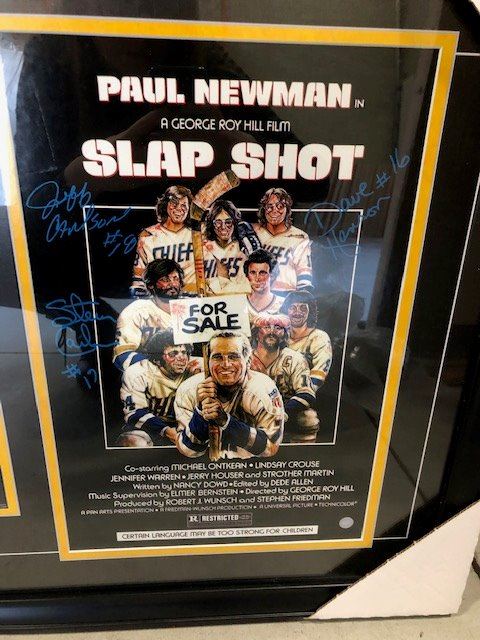 PAUL NEWMAN IN
A GEORGE ROY HILL FILM
SLAP SHOT
Jeff
Carlson
#18
Dave #16
Hanson
CHIEFS
CHIEFS
FOR
SALE
Steve
Carlson
#17
Co-starring MICHAEL ONTKEAN • LINDSAY CROUSE
JENNIFER WARREN • JERRY HOUSER and STROTHER MARTIN
Written by NANCY DOWD • Edited by DEDE ALLEN
Music Supervision by ELMER BERNSTEIN • Directed by GEORGE ROY HILL
Produced by ROBERT J. WUNSCH and STEPHEN FRIEDMAN
A PAN ARTS PRESENTATION • A FRIEDMAN-WUNSCH PRODUCTION • A UNIVERSAL PICTURE • TECHNICOLOR®
R RESTRICTED
CERTAIN LANGUAGE MAY BE TOO STRONG FOR CHILDREN